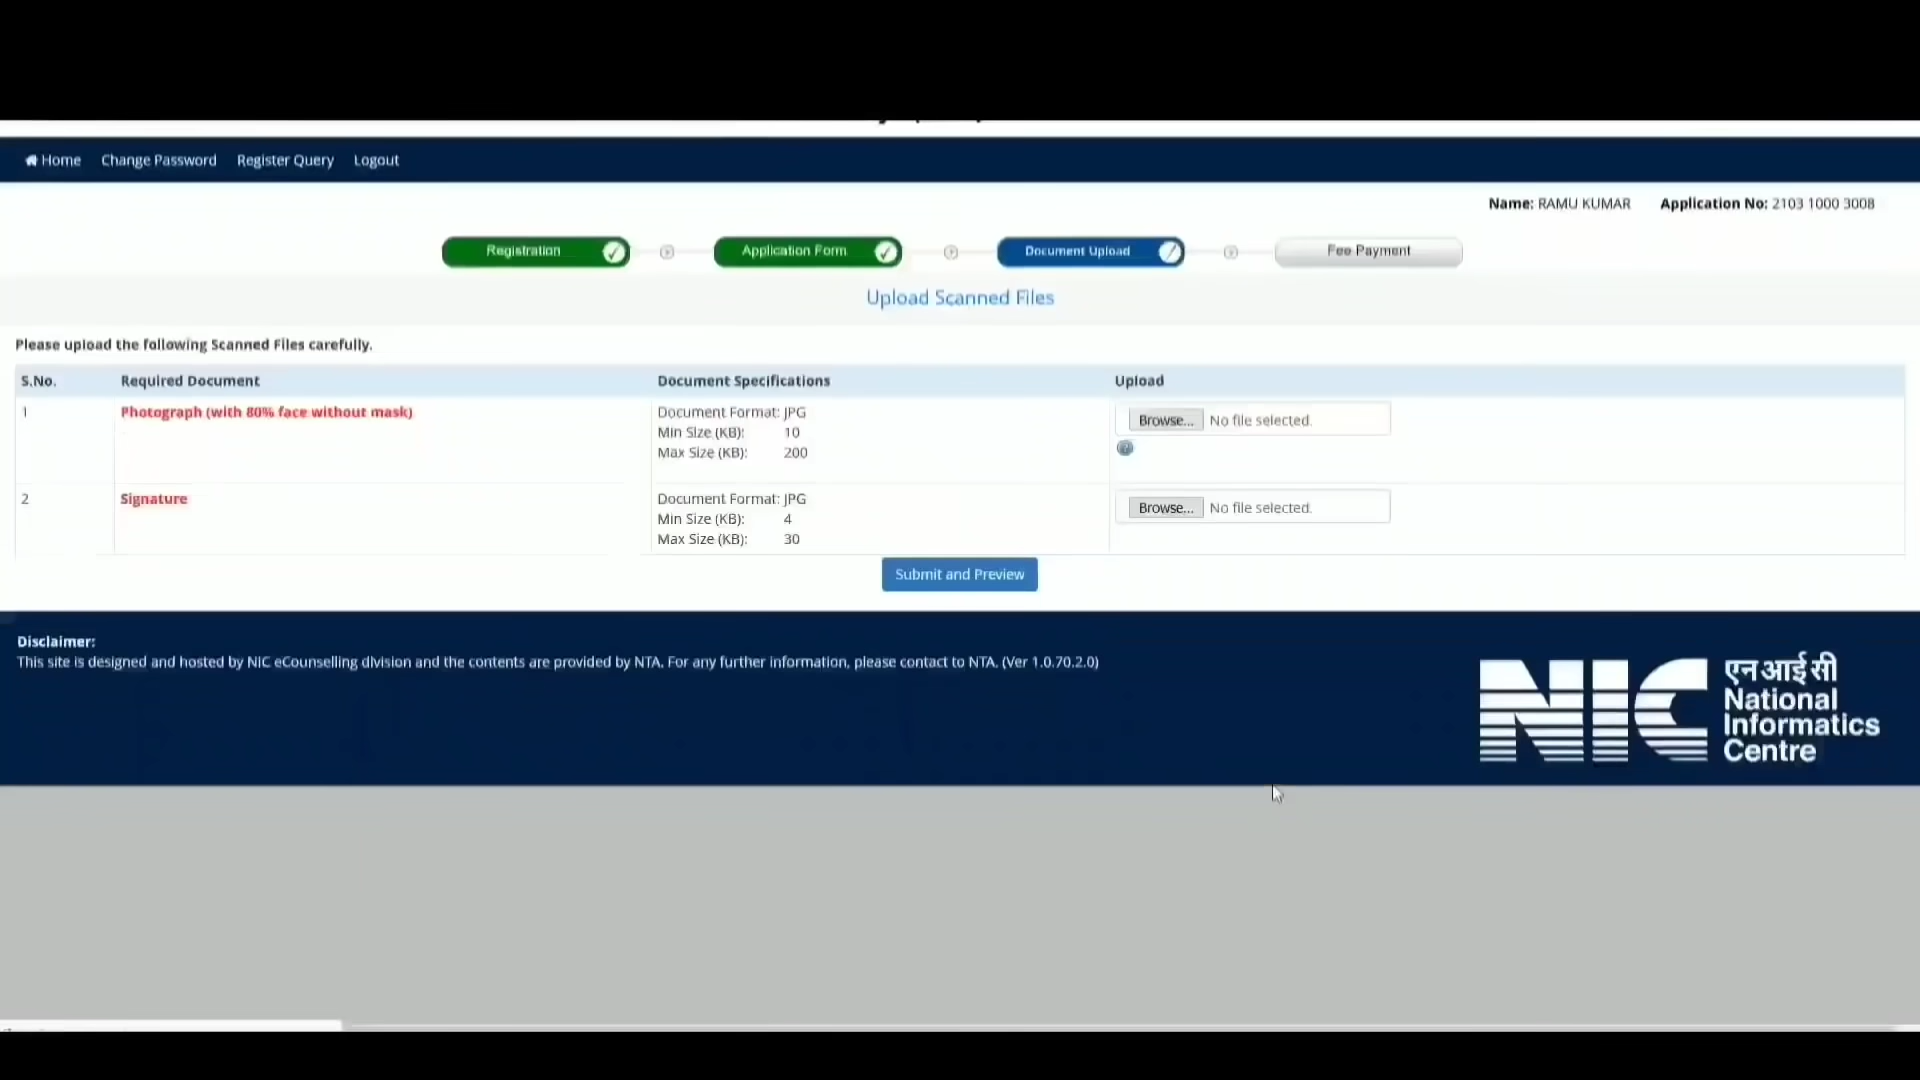 Home Change Password Register Query Logout
Name: RAMU KUMAR Application No: 2103 1000 3008
Registration Application Form Document Upload Fee Payment
Upload Scanned Files
Please upload the following Scanned Files carefully.
S.No. Required Document Document Specifications Upload
1 Photograph (with 80% face without mask) Document Format: JPG Browse... No file selected.
Min Size (KB): 10
Max Size (KB): 200
2 Signature Document Format: JPG Browse... No file selected.
Min Size (KB): 4
Max Size (KB): 30
Submit and Preview
Disclaimer:
This site is designed and hosted by NIC eCounselling division and the contents are provided by NTA. For any further information, please contact to NTA. (Ver 1.0.70.2.0)
NIC
एन आई सी
National
Informatics
Centre